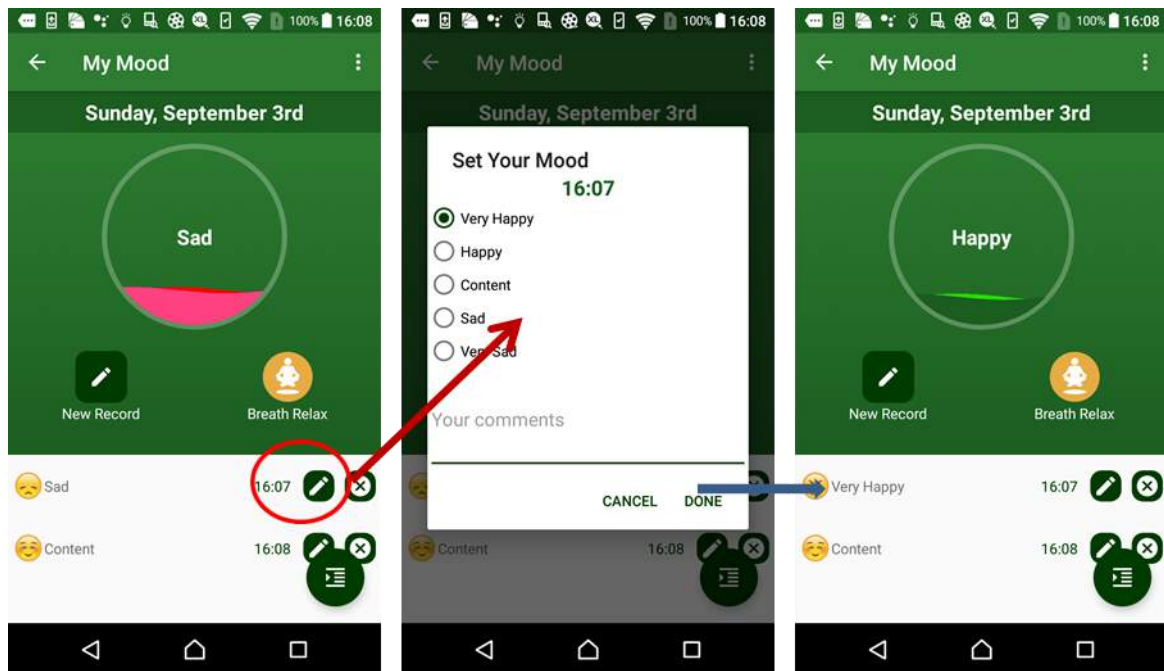 100% 16:08
My Mood
Sunday, September 3rd
Sad
New Record
Breath Relax
Sad 16:07
Content 16:08
100% 16:08
My Mood
Sunday, September 3rd
Set Your Mood
16:07
Very Happy
Happy
Content
Sad
Very Sad
Your comments
CANCEL DONE
Content 16:08
100% 16:08
My Mood
Sunday, September 3rd
Happy
New Record
Breath Relax
Very Happy 16:07
Content 16:08